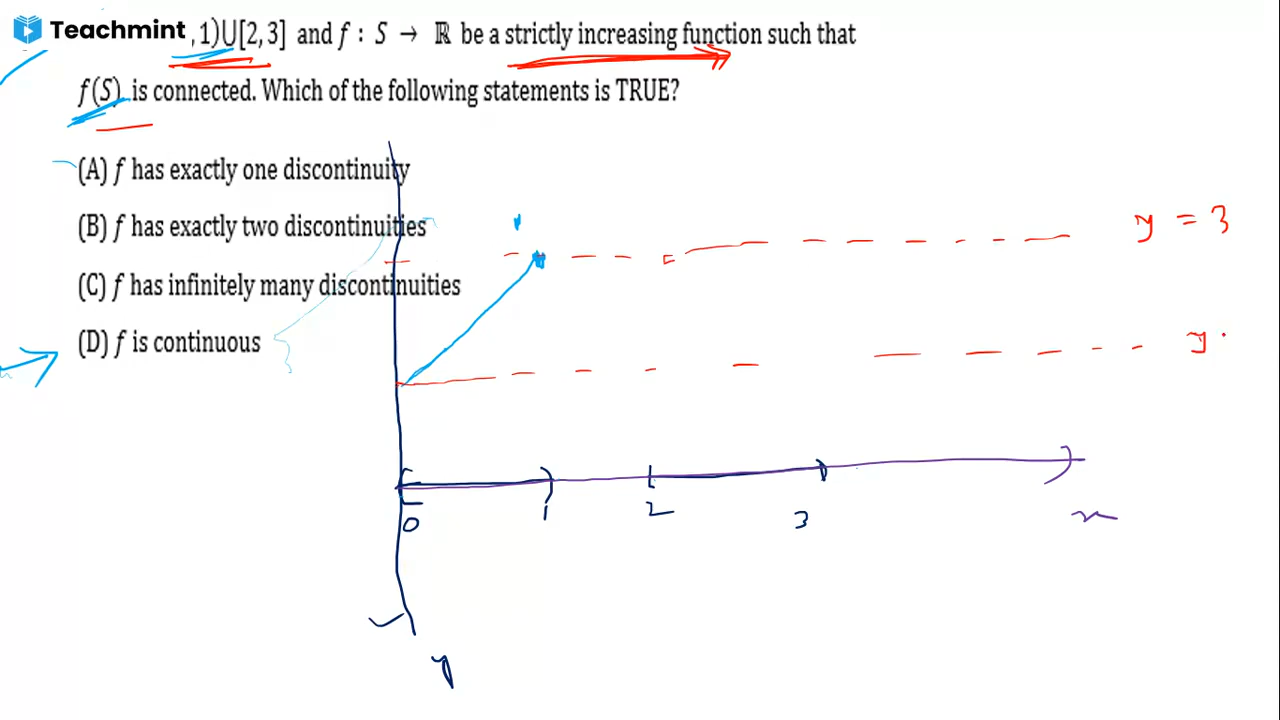 Teachmint
, 1)∪[2, 3] and f : S → ℝ be a strictly increasing function such that
f(S) is connected. Which of the following statements is TRUE?
(A) f has exactly one discontinuity
(B) f has exactly two discontinuities
(C) f has infinitely many discontinuities
(D) f is continuous
y = 3
y
0
1
2
3
x
y